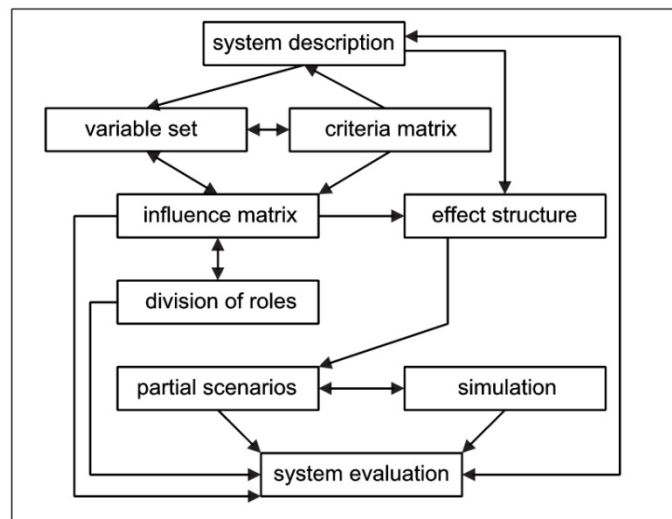 system description
variable set
criteria matrix
influence matrix
effect structure
division of roles
partial scenarios
simulation
system evaluation